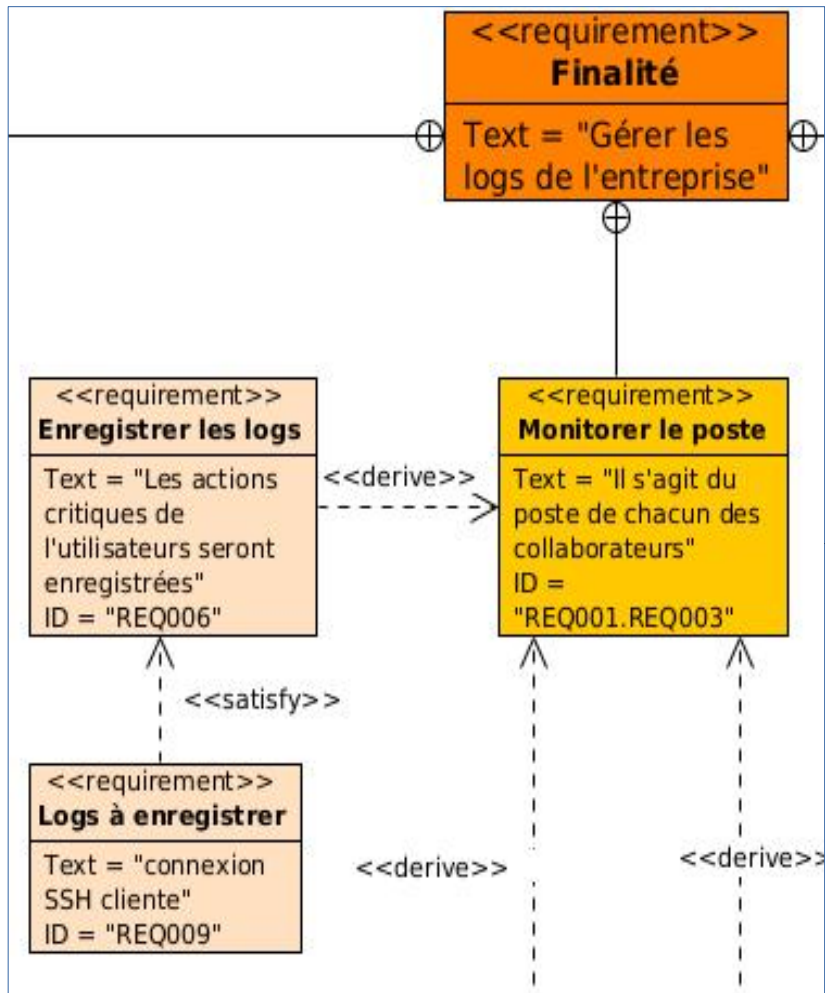 <<requirement>>
Finalité
Text = "Gérer les
logs de l'entreprise"
<<requirement>>
Enregistrer les logs
Text = "Les actions
critiques de
l'utilisateurs seront
enregistrées"
ID = "REQ006"
<<derive>>
<<requirement>>
Monitorer le poste
Text = "Il s'agit du
poste de chacun des
collaborateurs"
ID =
"REQ001.REQ003"
<<satisfy>>
<<requirement>>
Logs à enregistrer
Text = "connexion
SSH cliente"
ID = "REQ009"
<<derive>>
<<derive>>